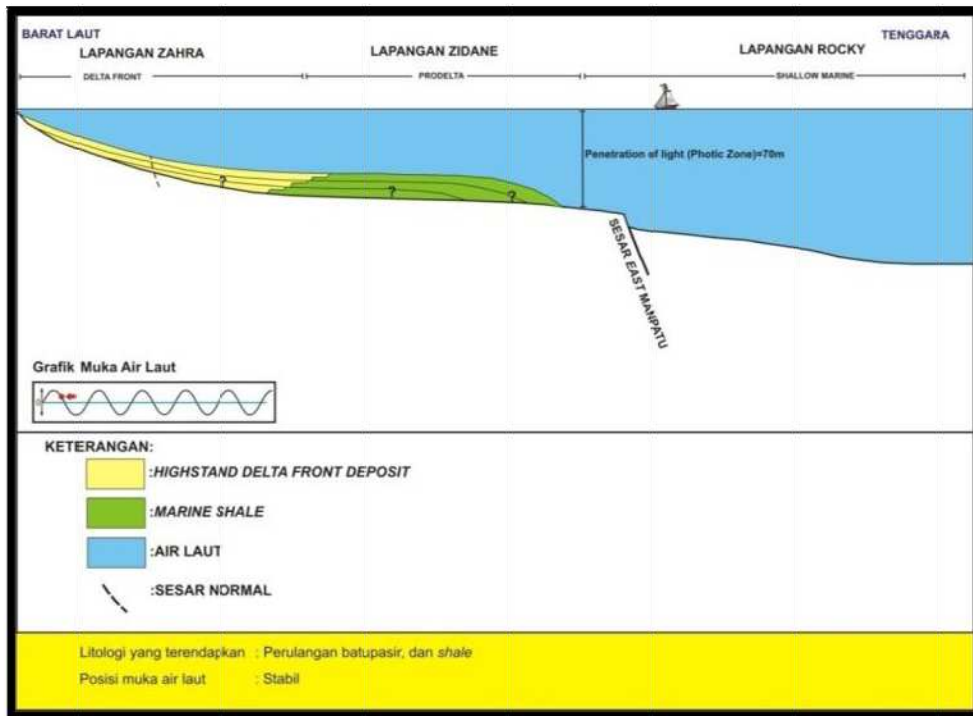 BARAT LAUT
TENGGARA
LAPANGAN ZAHRA
LAPANGAN ZIDANE
LAPANGAN ROCKY
DELTA FRONT
PRODELTA
SHALLOW MARINE
Penetration of light (Photic Zone)=70m
?
?
?
SESAR EAST MANPATU
Grafik Muka Air Laut
KETERANGAN:
:HIGHSTAND DELTA FRONT DEPOSIT
:MARINE SHALE
:AIR LAUT
:SESAR NORMAL
Litologi yang terendapkan : Perulangan batupasir, dan shale
Posisi muka air laut : Stabil